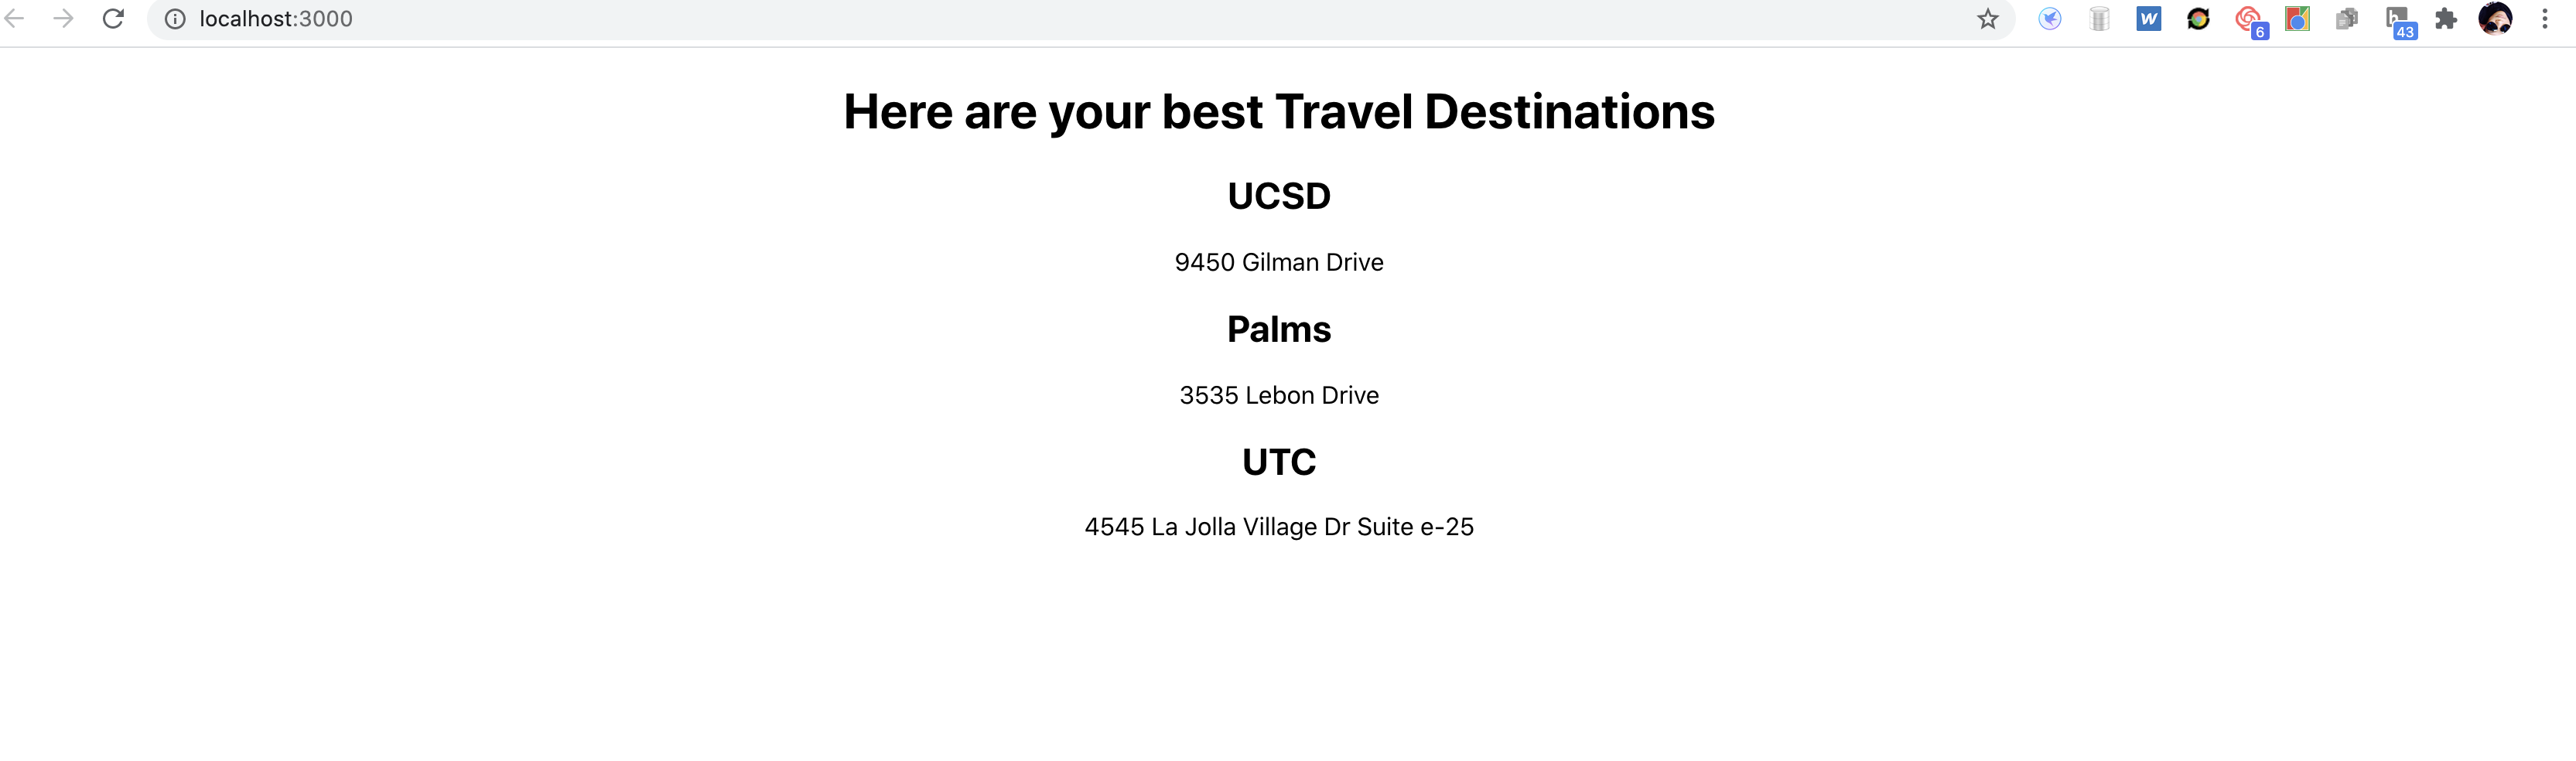 localhost:3000
W
6
43
Here are your best Travel Destinations
UCSD
9450 Gilman Drive
Palms
3535 Lebon Drive
UTC
4545 La Jolla Village Dr Suite e-25